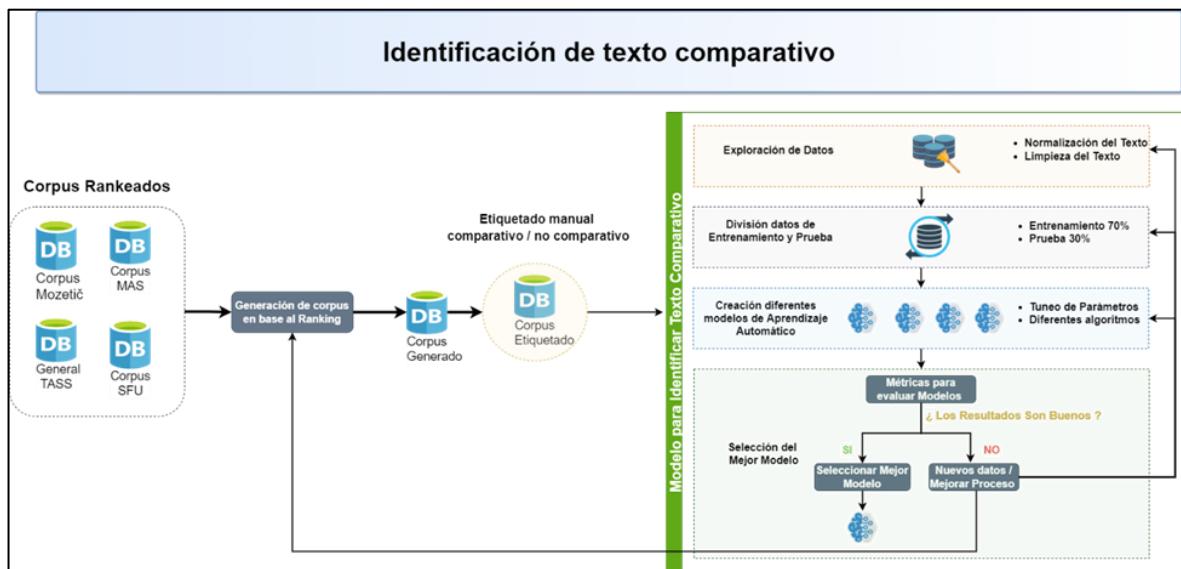 Identificación de texto comparativo
Corpus Rankeados
DB
Corpus
Mozetič
DB
Corpus
MAS
DB
General
TASS
DB
Corpus
SFU
Generación de corpus
en base al Ranking
DB
Corpus
Generado
Etiquetado manual
comparativo / no comparativo
DB
Corpus
Etiquetado
Modelo para Identificar Texto Comparativo
Exploración de Datos
• Normalización del Texto
• Limpieza del Texto
División datos de
Entrenamiento y Prueba
• Entrenamiento 70%
• Prueba 30%
Creación diferentes
modelos de Aprendizaje
Automático
• Tuneo de Parámetros
• Diferentes algoritmos
Métricas para
evaluar Modelos
¿ Los Resultados Son Buenos ?
Selección del
Mejor Modelo
SI
NO
Seleccionar Mejor
Modelo
Nuevos datos /
Mejorar Proceso